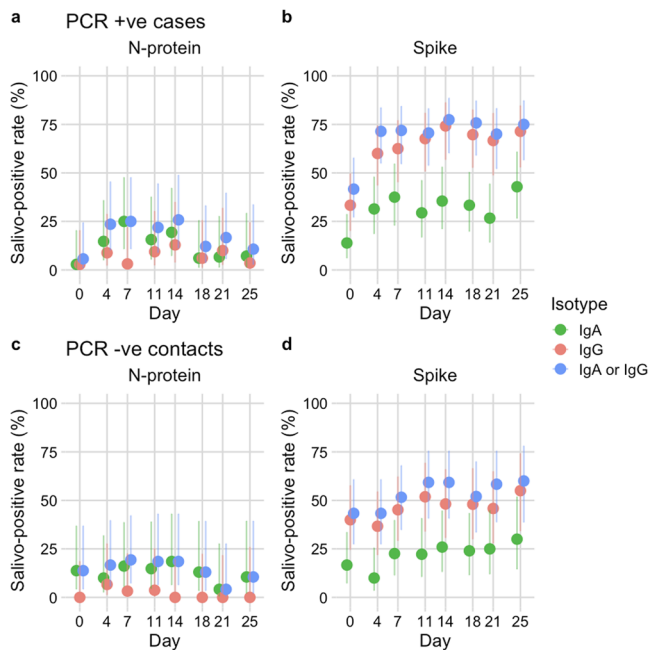 a PCR +ve cases b
N-protein Spike
100 100
75 75
50 50
25 25
0 0
Salivo-positive rate (%) Salivo-positive rate (%)
0 4 7 11 14 18 21 25 0 4 7 11 14 18 21 25
Day Day
Isotype
IgA
IgG
IgA or IgG
c PCR -ve contacts d
N-protein Spike
100 100
75 75
50 50
25 25
0 0
Salivo-positive rate (%) Salivo-positive rate (%)
0 4 7 11 14 18 21 25 0 4 7 11 14 18 21 25
Day Day